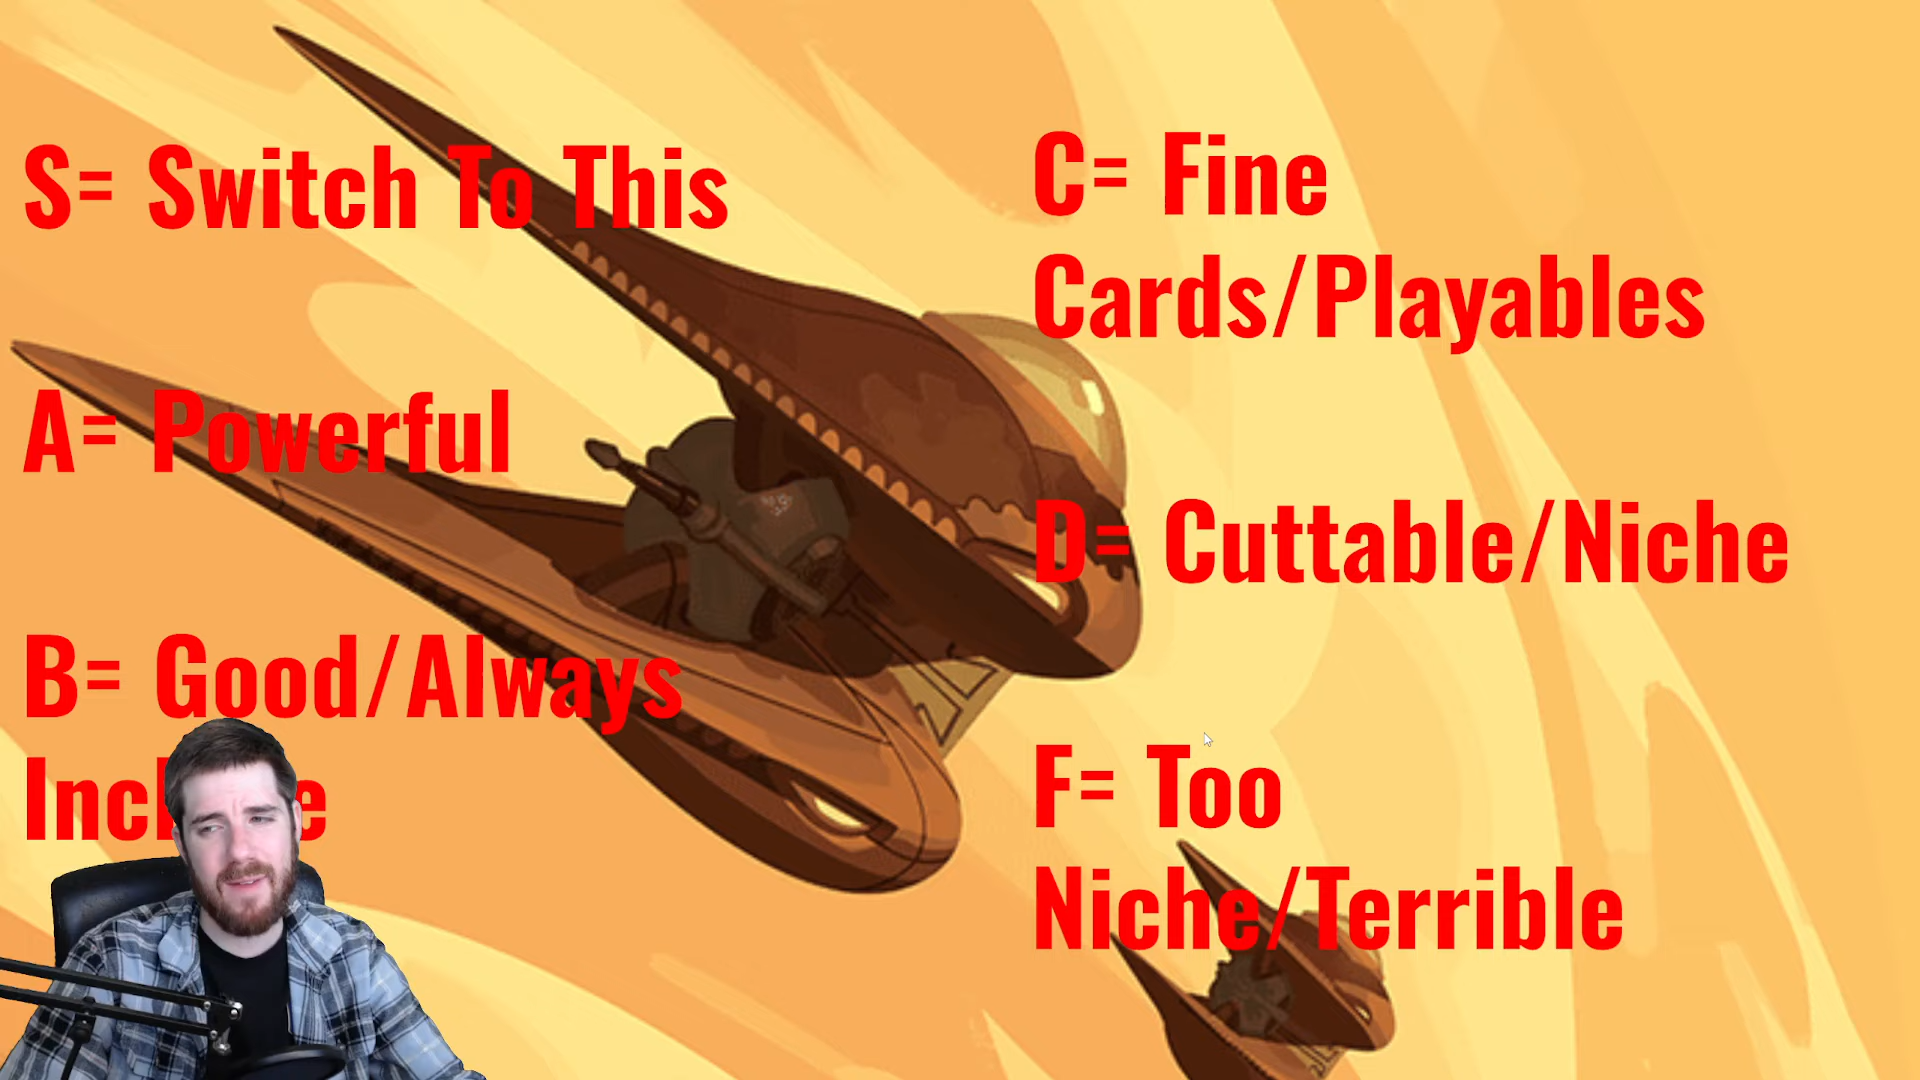 S= Switch To This
A= Powerful
B= Good/Always
C= Fine
Cards/Playables
D= Cuttable/Niche
F= Too
Niche/Terrible